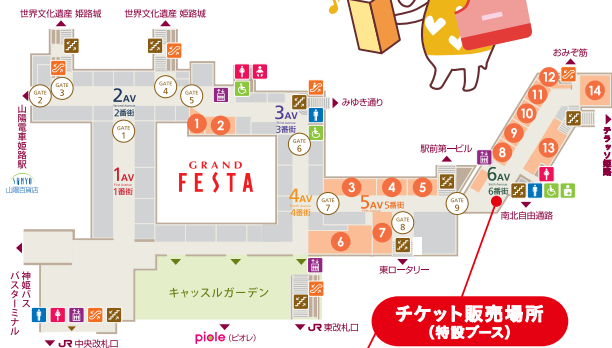 世界文化遺産 姫路城
世界文化遺産 姫路城
おみぞ筋
GATE 2
GATE 3
GATE 4
GATE 5
2AV
2番街
GATE 1
山陽電車姫路駅
山陽百貨店
1AV
1番街
1
2
3AV
3番街
みゆき通り
GATE 6
GRAND
FESTA
4AV
4番街
GATE 7
3
4
5
5AV 5番街
6
7
GATE 8
駅前第一ビル
GATE 9
6AV
6番街
8
9
10
11
12
13
14
テラッソ姫路
南北自由通路
東ロータリー
神姫バス
バスターミナル
キャッスルガーデン
JR 中央改札口
piole (ピオレ)
JR 東改札口
チケット販売場所
(特設ブース)